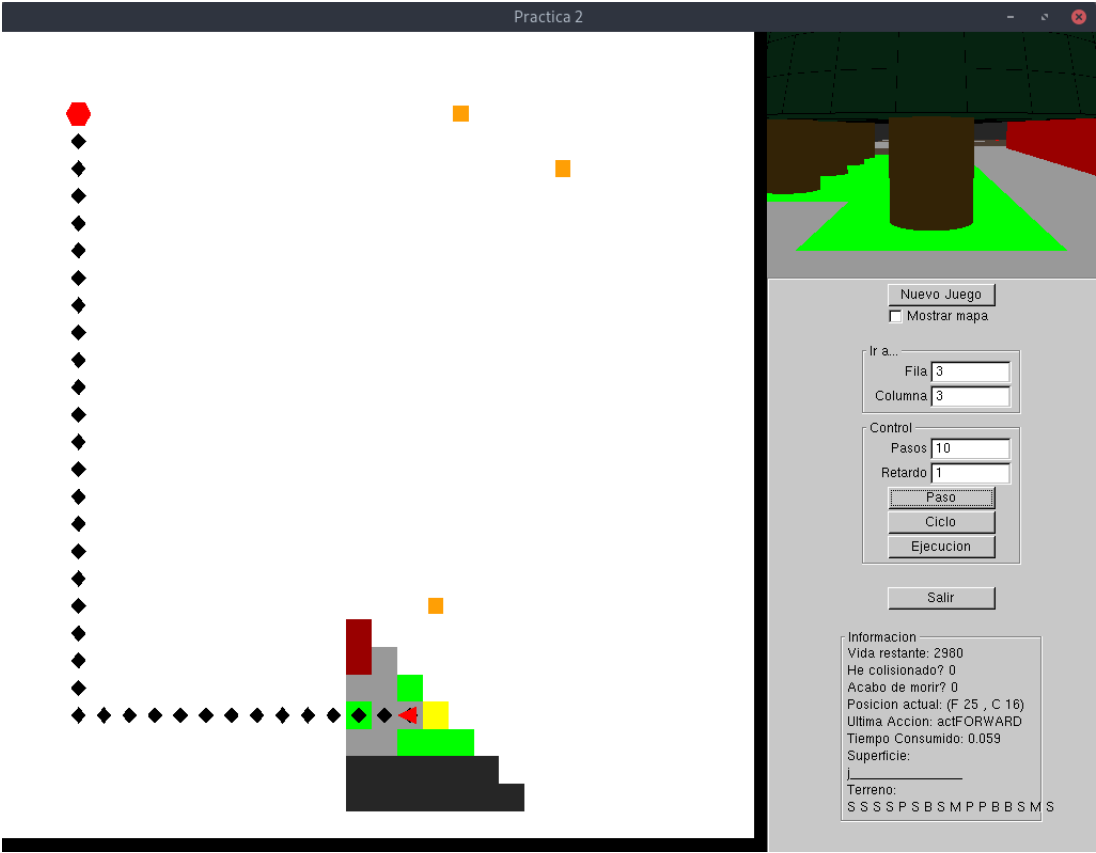 Practica 2
Nuevo Juego
Mostrar mapa
Ir a...
Fila 3
Columna 3
Control
Pasos 10
Retardo 1
Paso
Ciclo
Ejecucion
Salir
Informacion
Vida restante: 2980
He colisionado? 0
Acabo de morir? 0
Posicion actual: (F 25 , C 16)
Ultima Accion: actFORWARD
Tiempo Consumido: 0.059
Superficie:
j_______________
Terreno:
S S S S P S B S M P P B B S M S